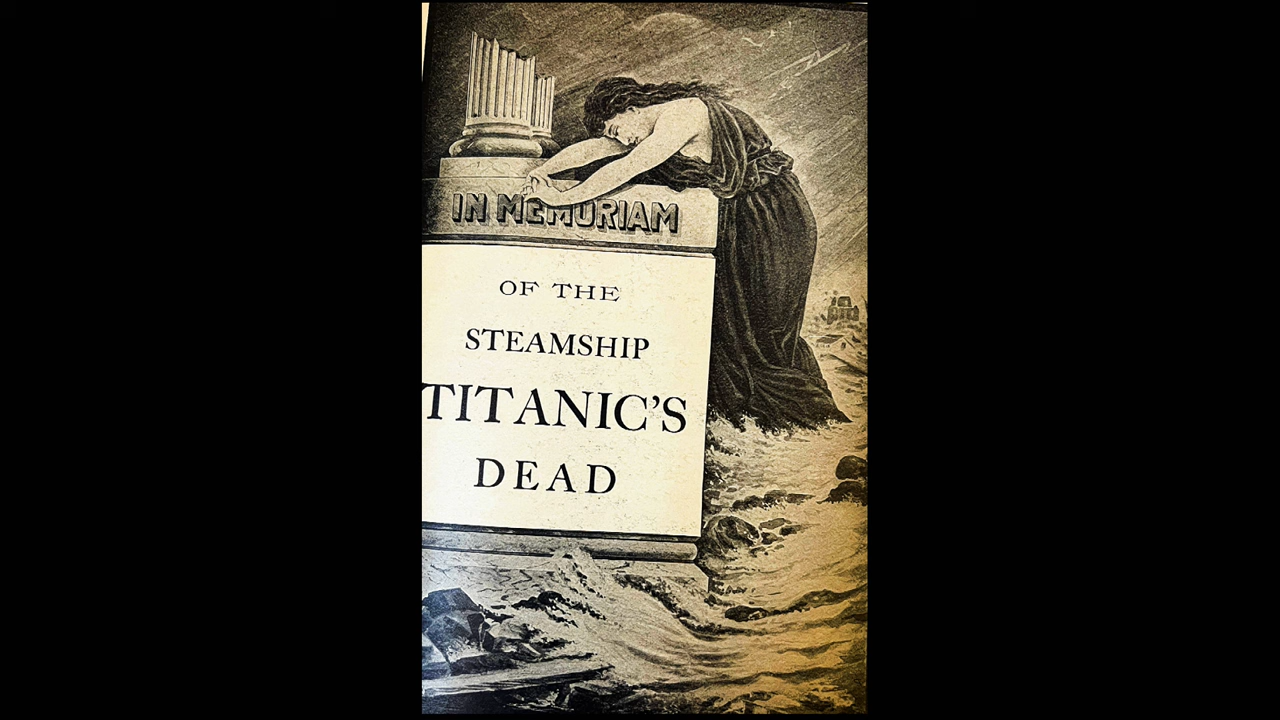 IN MEMORIAM
OF THE
STEAMSHIP
TITANIC'S
DEAD